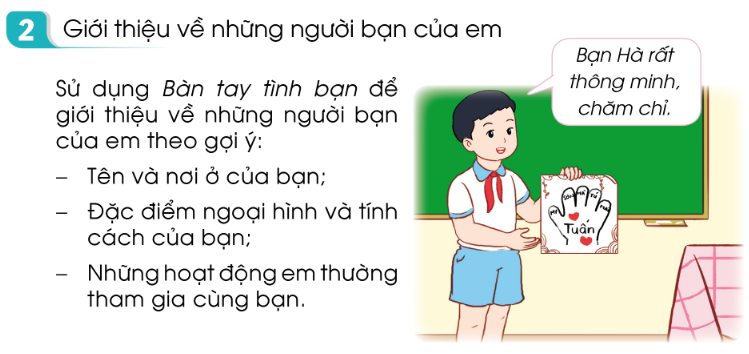 2 Giới thiệu về những người bạn của em
Bạn Hà rất
thông minh,
chăm chỉ.
Sử dụng Bàn tay tình bạn để
giới thiệu về những người bạn
của em theo gợi ý:
– Tên và nơi ở của bạn;
– Đặc điểm ngoại hình và tính
cách của bạn;
– Những hoạt động em thường
tham gia cùng bạn.
Tuấn